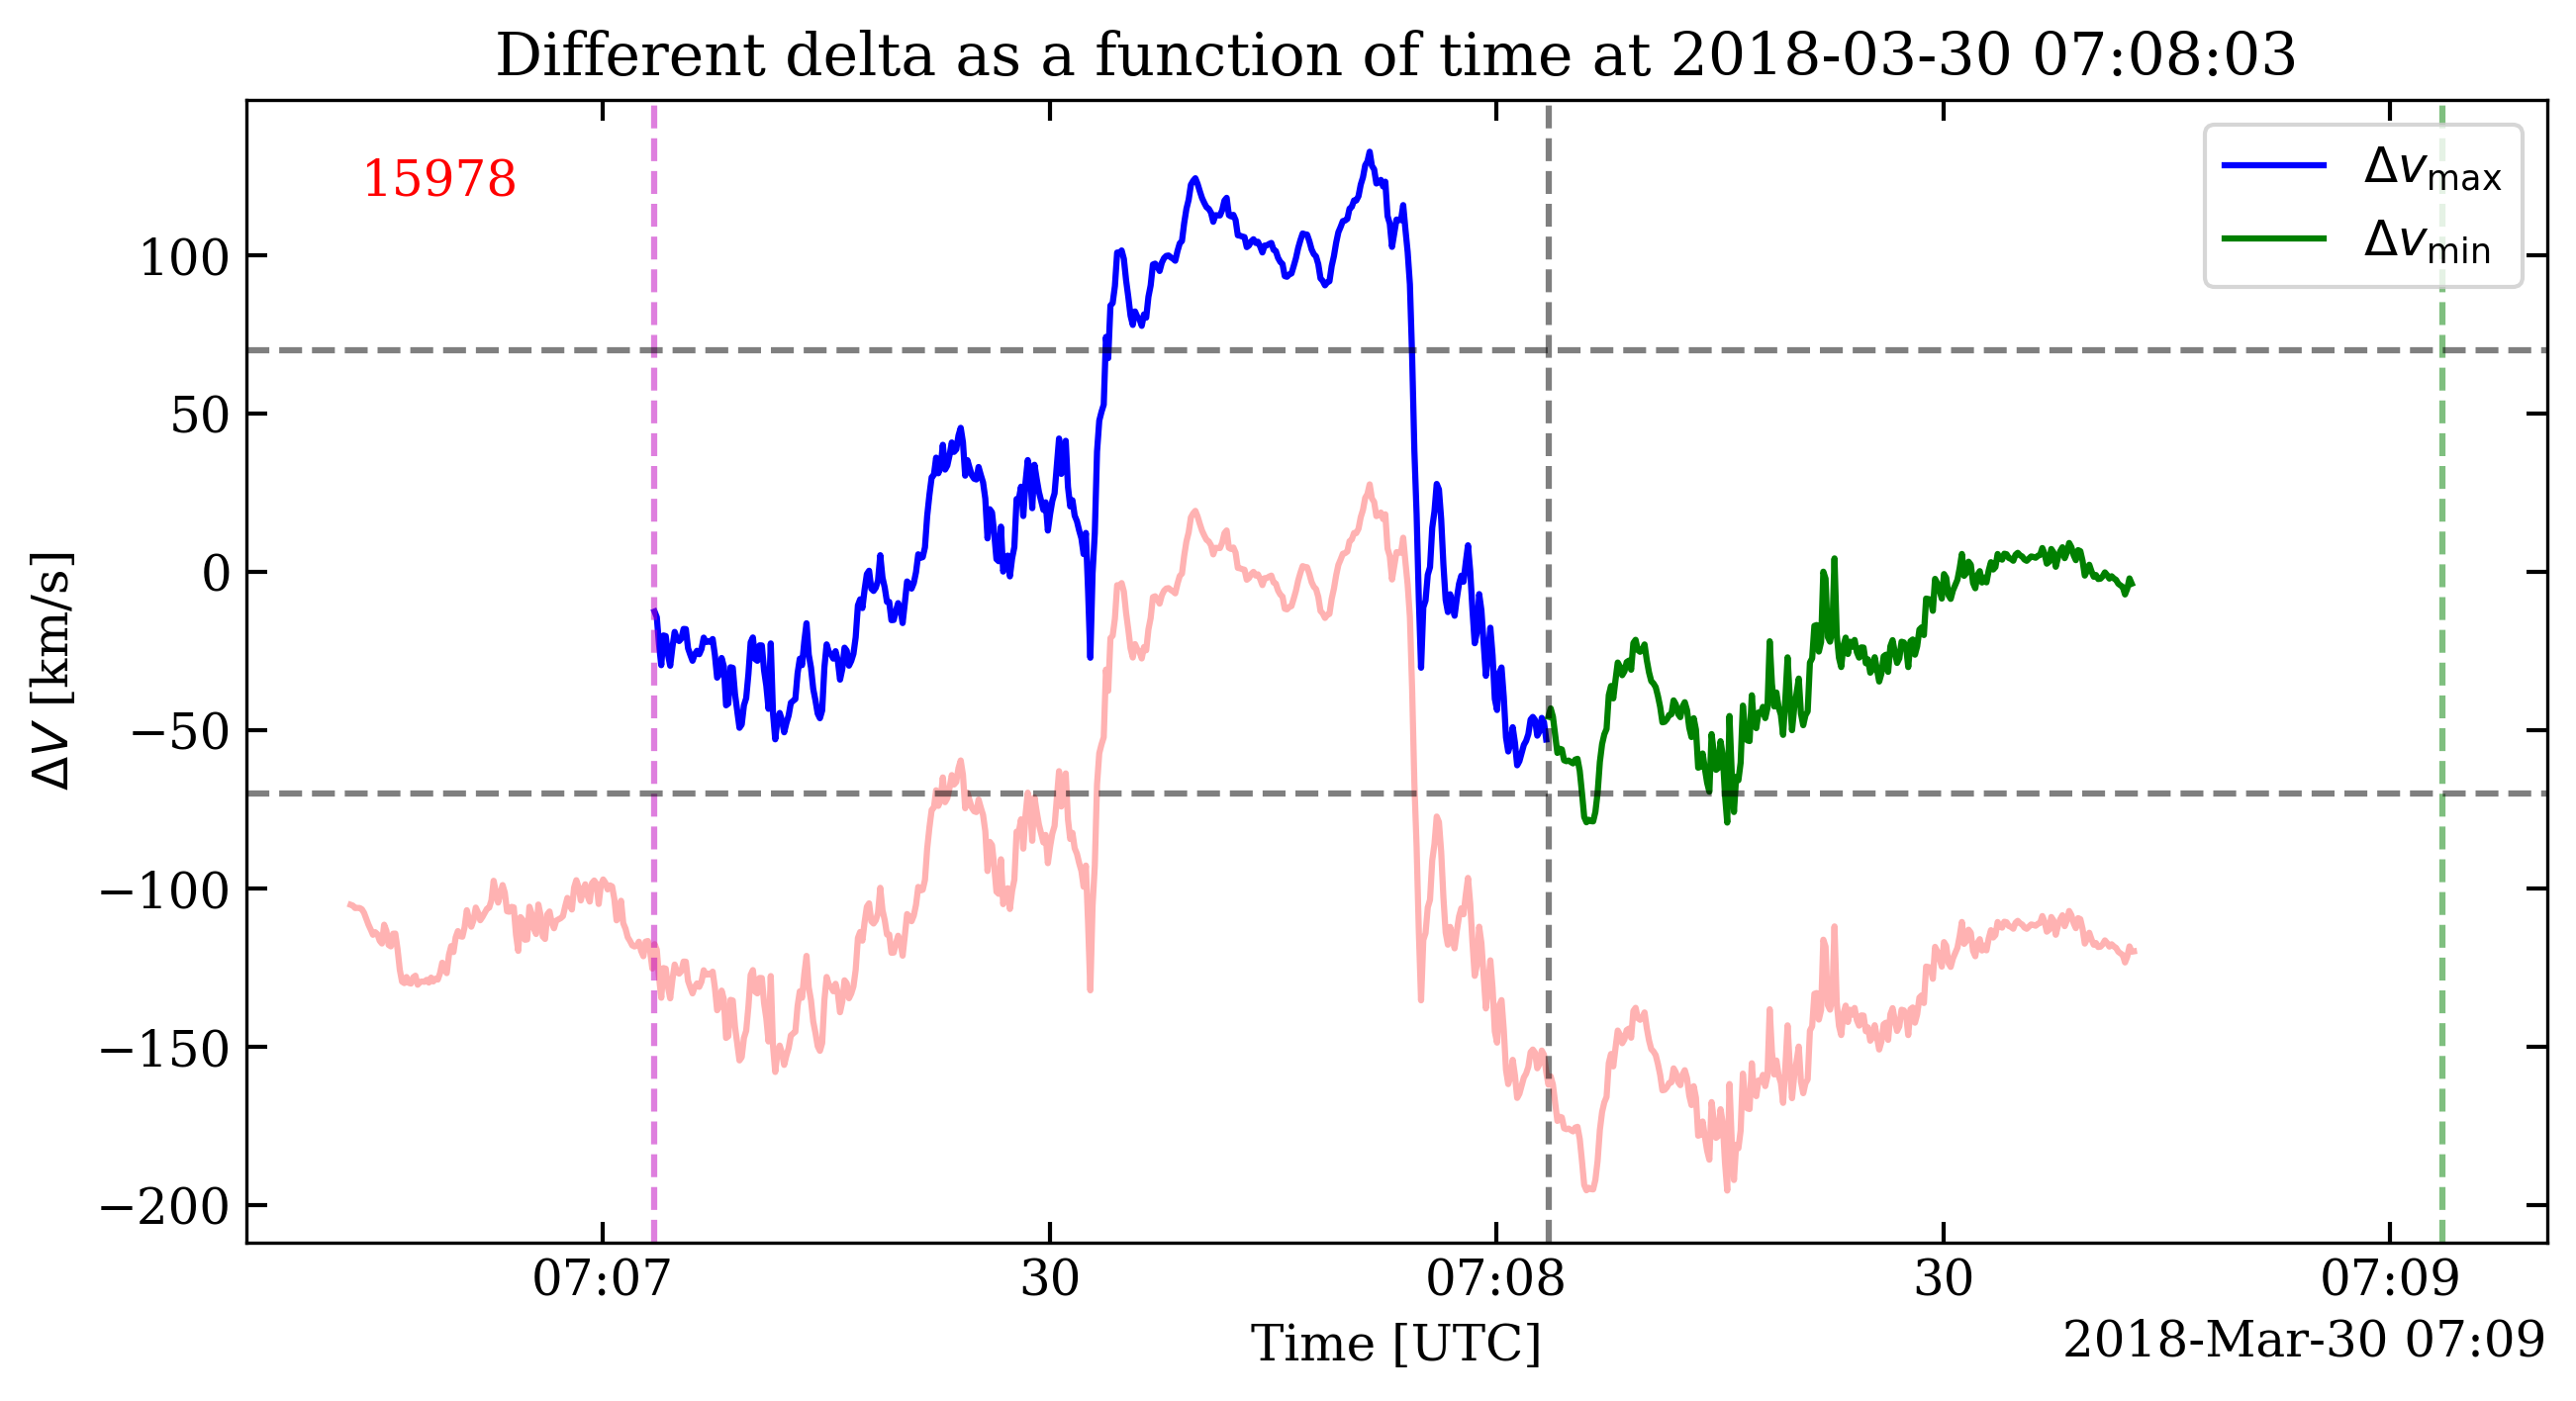 Different delta as a function of time at 2018-03-30 07:08:03
15978
Δv_max
Δv_min
100
50
0
−50
−100
−150
−200
ΔV [km/s]
07:07 30 07:08 30 07:09
Time [UTC]
2018-Mar-30 07:09